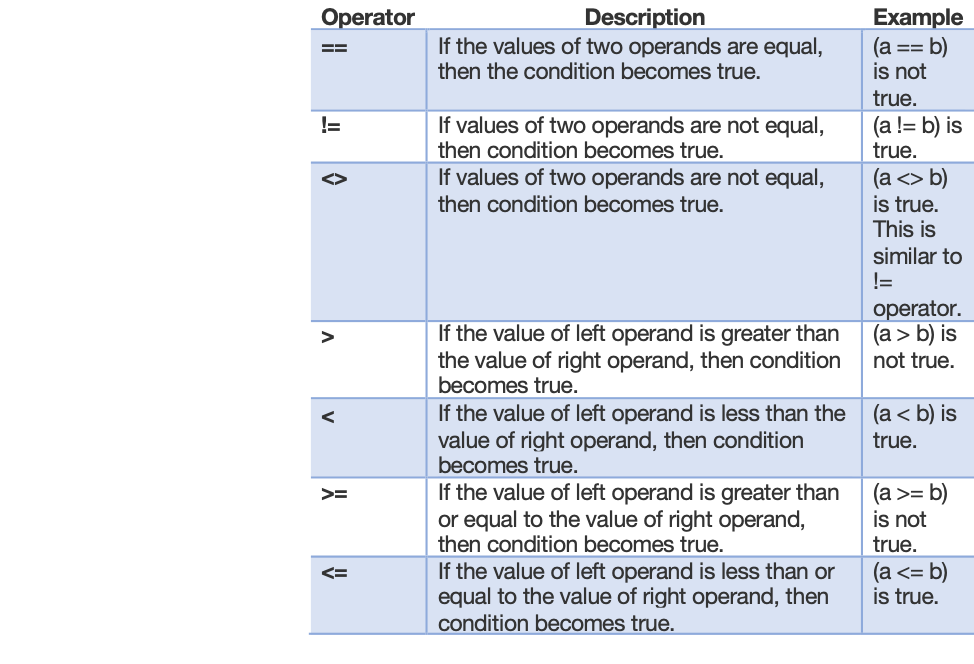 Operator Description Example
== If the values of two operands are equal, (a == b)
then the condition becomes true. is not
true.
!= If values of two operands are not equal, (a != b) is
then condition becomes true. true.
<> If values of two operands are not equal, (a <> b)
then condition becomes true. is true.
This is
similar to
!=
operator.
> If the value of left operand is greater than (a > b) is
the value of right operand, then condition not true.
becomes true.
< If the value of left operand is less than the (a < b) is
value of right operand, then condition true.
becomes true.
>= If the value of left operand is greater than (a >= b)
or equal to the value of right operand, is not
then condition becomes true. true.
<= If the value of left operand is less than or (a <= b)
equal to the value of right operand, then is true.
condition becomes true.